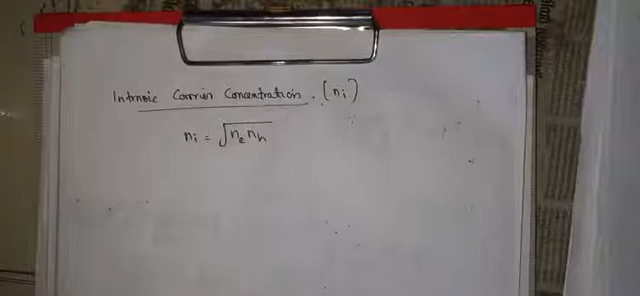 Intrinsic Carrier Concentration. (ni)
ni = √nenh